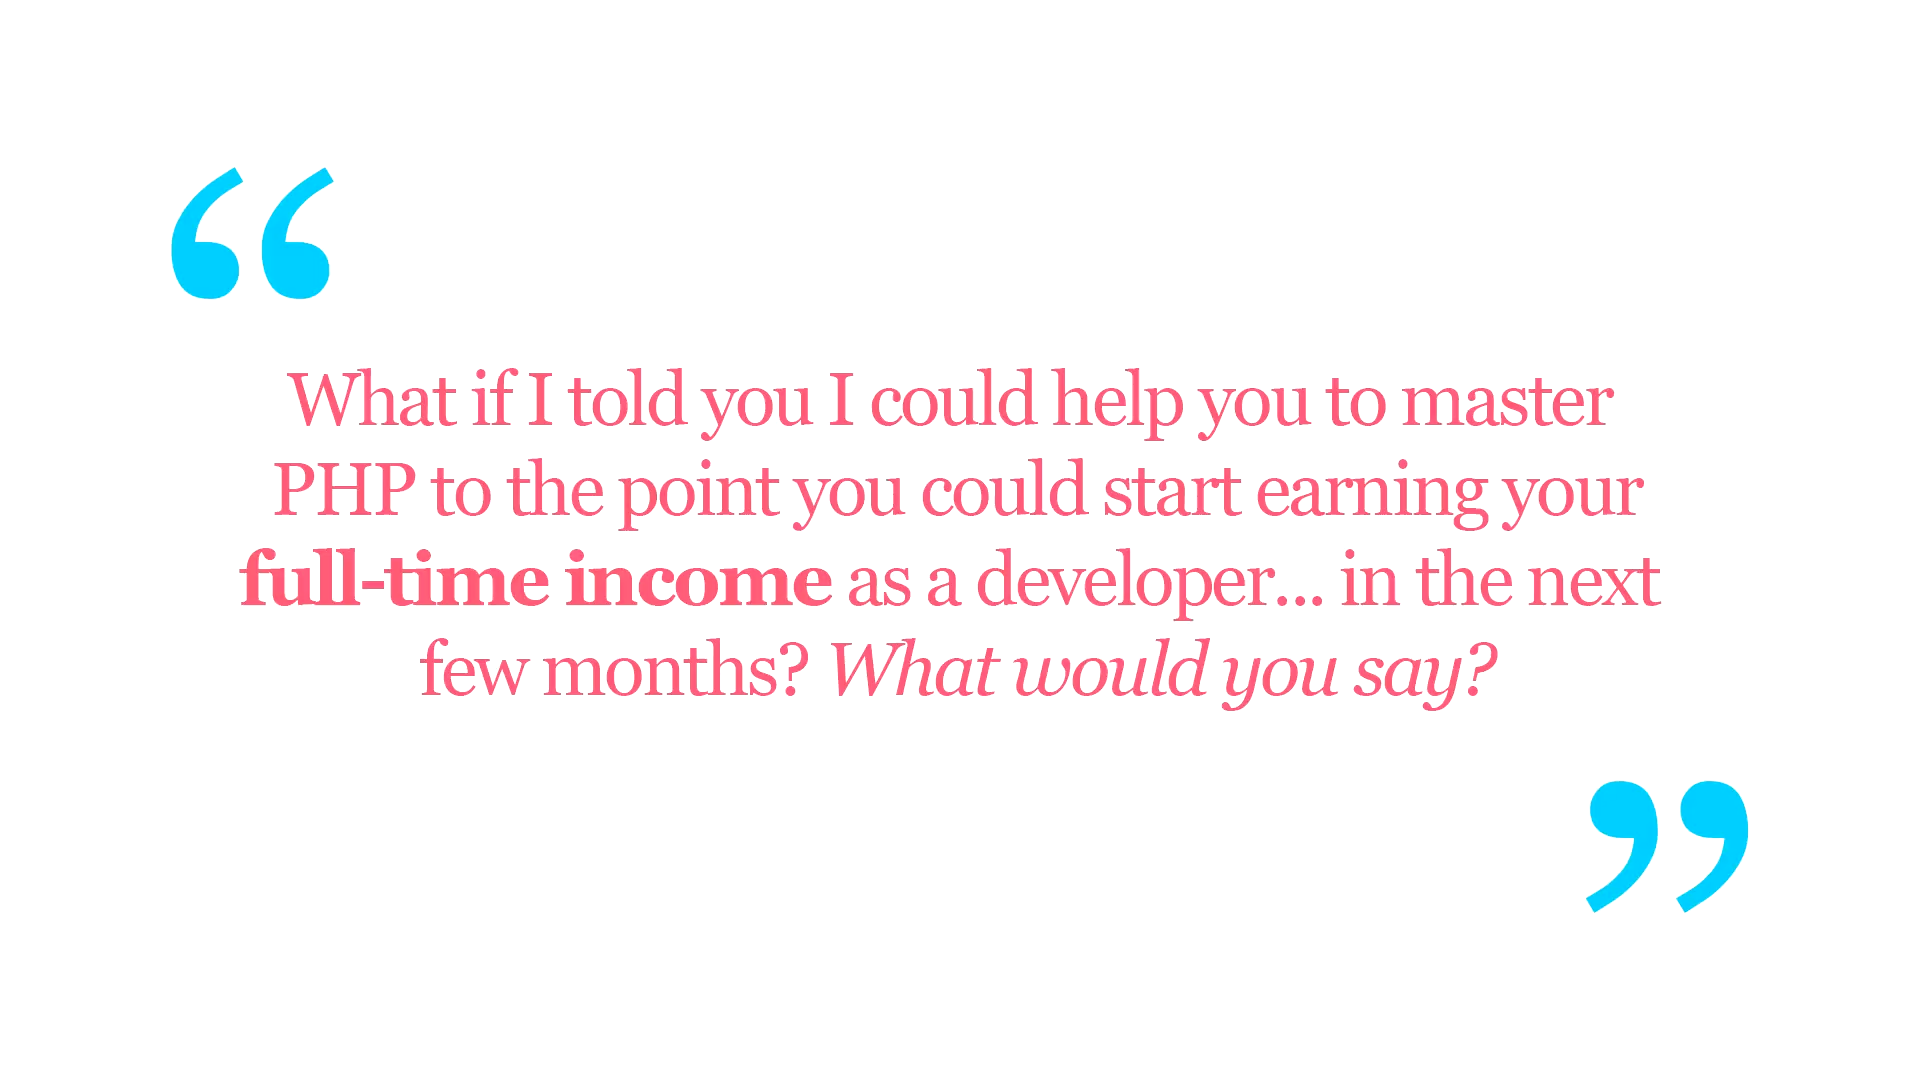 “
What if I told you I could help you to master
PHP to the point you could start earning your
full-time income as a developer... in the next
few months? What would you say?
”